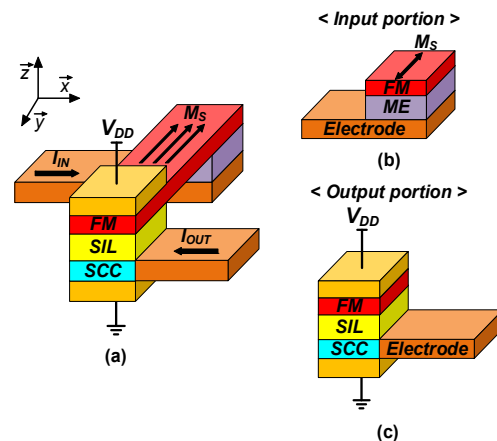 z
x
y
V_DD
M_S
I_IN
FM
SIL
I_OUT
SCC
(a)
< Input portion >
M_S
FM
ME
Electrode
(b)
< Output portion >
V_DD
FM
SIL
SCC Electrode
(c)